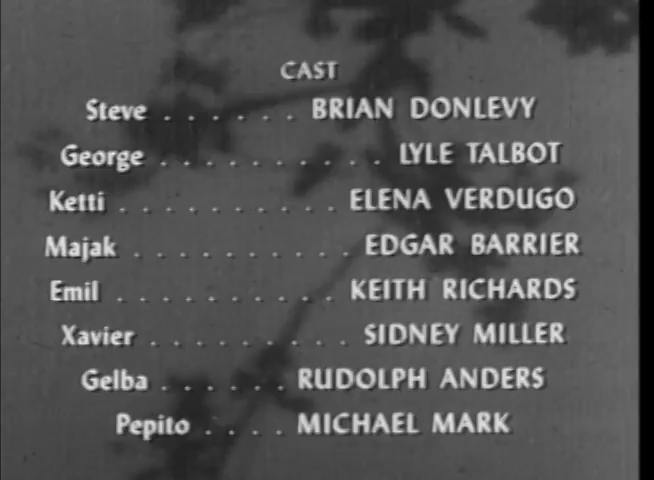 CAST
Steve . . . . . . BRIAN DONLEVY
George . . . . . . . . . . LYLE TALBOT
Ketti . . . . . . . . . . ELENA VERDUGO
Majak . . . . . . . . . . EDGAR BARRIER
Emil . . . . . . . . . . KEITH RICHARDS
Xavier . . . . . . . . . SIDNEY MILLER
Gelba . . . . . . RUDOLPH ANDERS
Pepito . . . . MICHAEL MARK